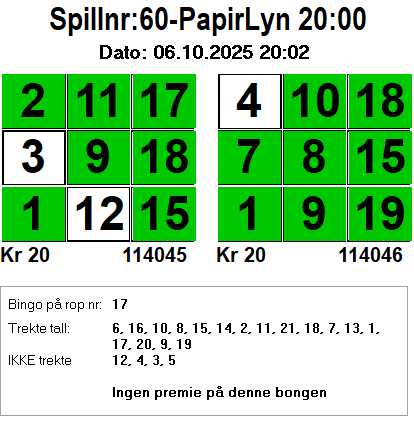 Spillnr:60-PapirLyn 20:00
Dato: 06.10.2025 20:02
2 11 17 4 10 18
3 9 18 7 8 15
1 12 15 1 9 19
Kr 20 114045 Kr 20 114046
Bingo på rop nr: 17
Trekte tall: 6, 16, 10, 8, 15, 14, 2, 11, 21, 18, 7, 13, 1,
17, 20, 9, 19
IKKE trekte 12, 4, 3, 5
Ingen premie på denne bongen